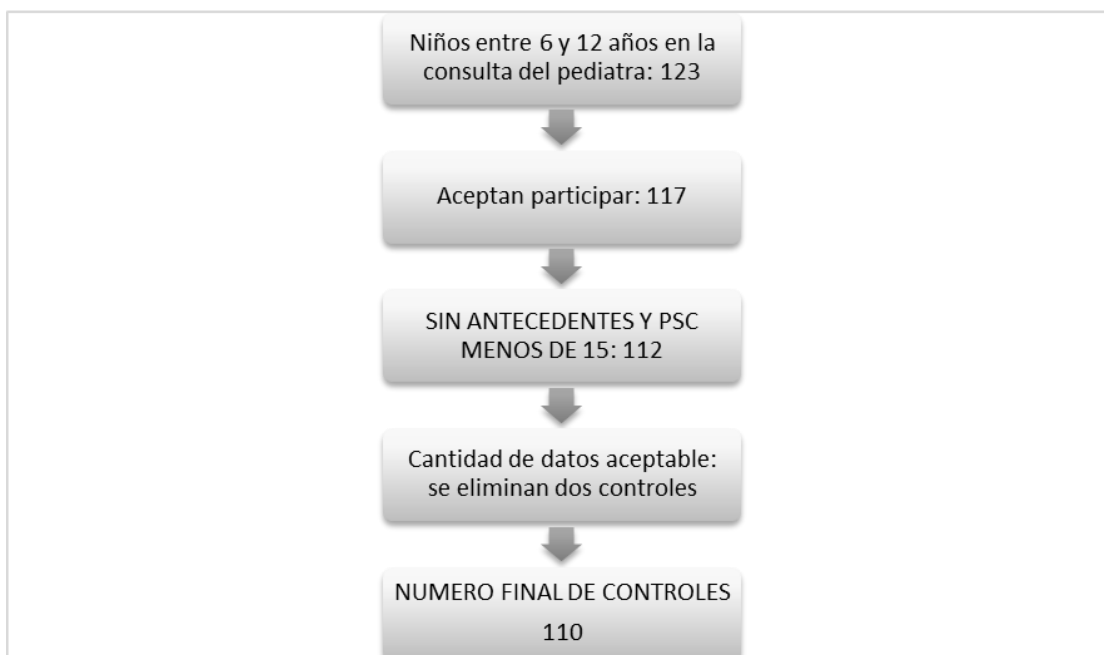 Niños entre 6 y 12 años en la
consulta del pediatra: 123
Aceptan participar: 117
SIN ANTECEDENTES Y PSC
MENOS DE 15: 112
Cantidad de datos aceptable:
se eliminan dos controles
NUMERO FINAL DE CONTROLES
110